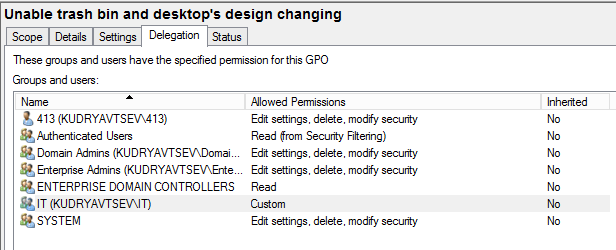 Unable trash bin and desktop's design changing
Scope Details Settings Delegation Status
These groups and users have the specified permission for this GPO
Groups and users:
Name Allowed Permissions Inherited
413 (KUDRYAVTSEV\413) Edit settings, delete, modify security No
Authenticated Users Read (from Security Filtering) No
Domain Admins (KUDRYAVTSEV\Domai... Edit settings, delete, modify security No
Enterprise Admins (KUDRYAVTSEV\Ente... Edit settings, delete, modify security No
ENTERPRISE DOMAIN CONTROLLERS Read No
IT (KUDRYAVTSEV\IT) Custom No
SYSTEM Edit settings, delete, modify security No